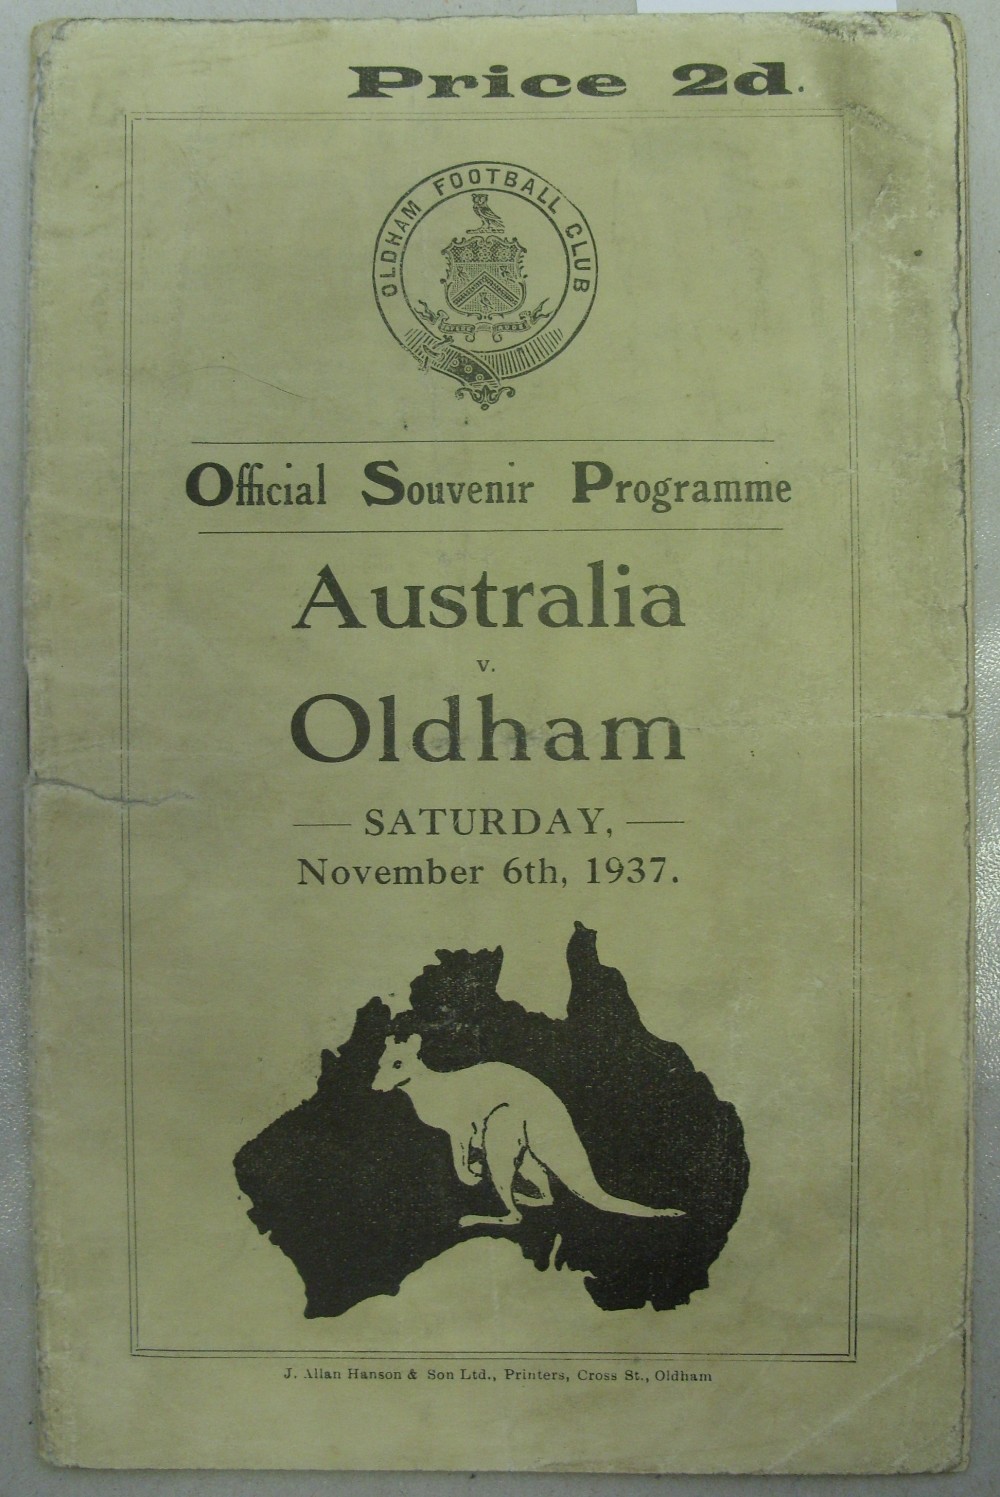 Price 2d.
OLDHAM FOOTBALL CLUB
Official Souvenir Programme
Australia
v.
Oldham
— SATURDAY, —
November 6th, 1937.
J. Allan Hanson & Son Ltd., Printers, Cross St., Oldham